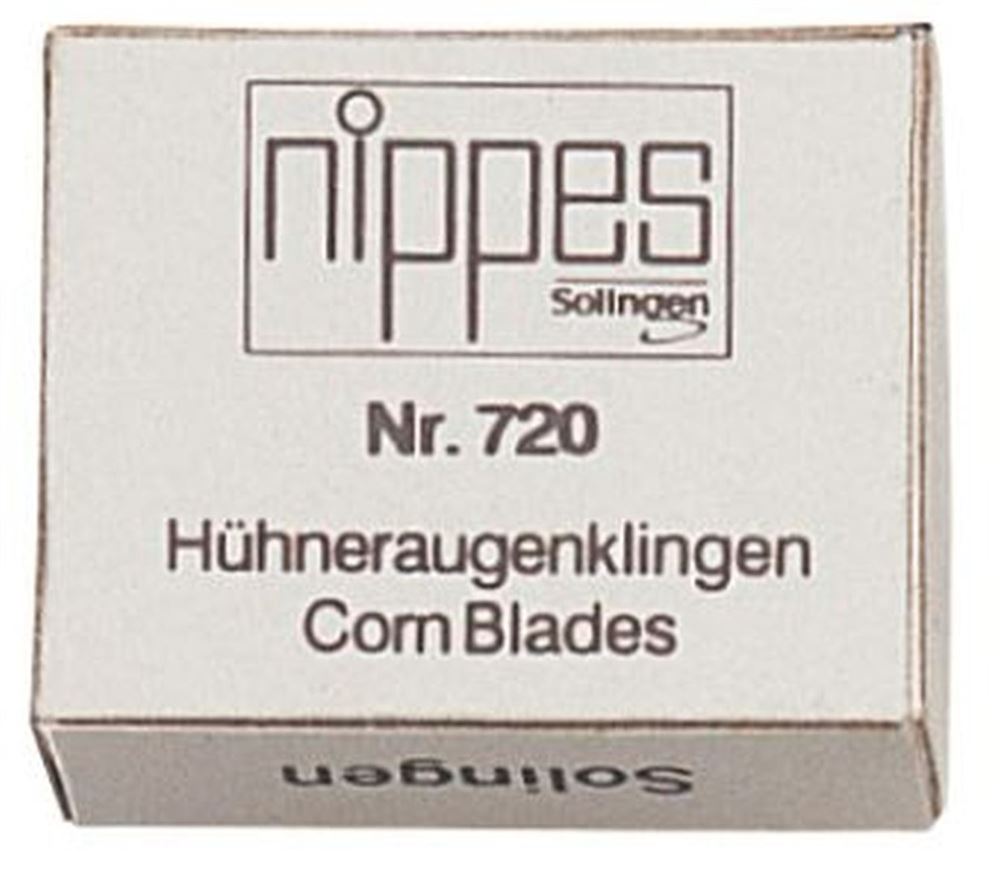 nippes
Solingen
Nr. 720
Hühneraugenklingen
Corn Blades
Solingen